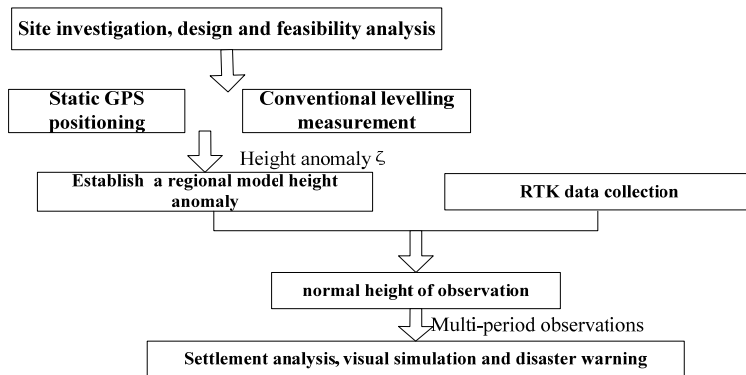 Site investigation, design and feasibility analysis
Static GPS
positioning
Conventional levelling
measurement
Height anomaly ζ
Establish a regional model height
anomaly
RTK data collection
normal height of observation
Multi-period observations
Settlement analysis, visual simulation and disaster warning